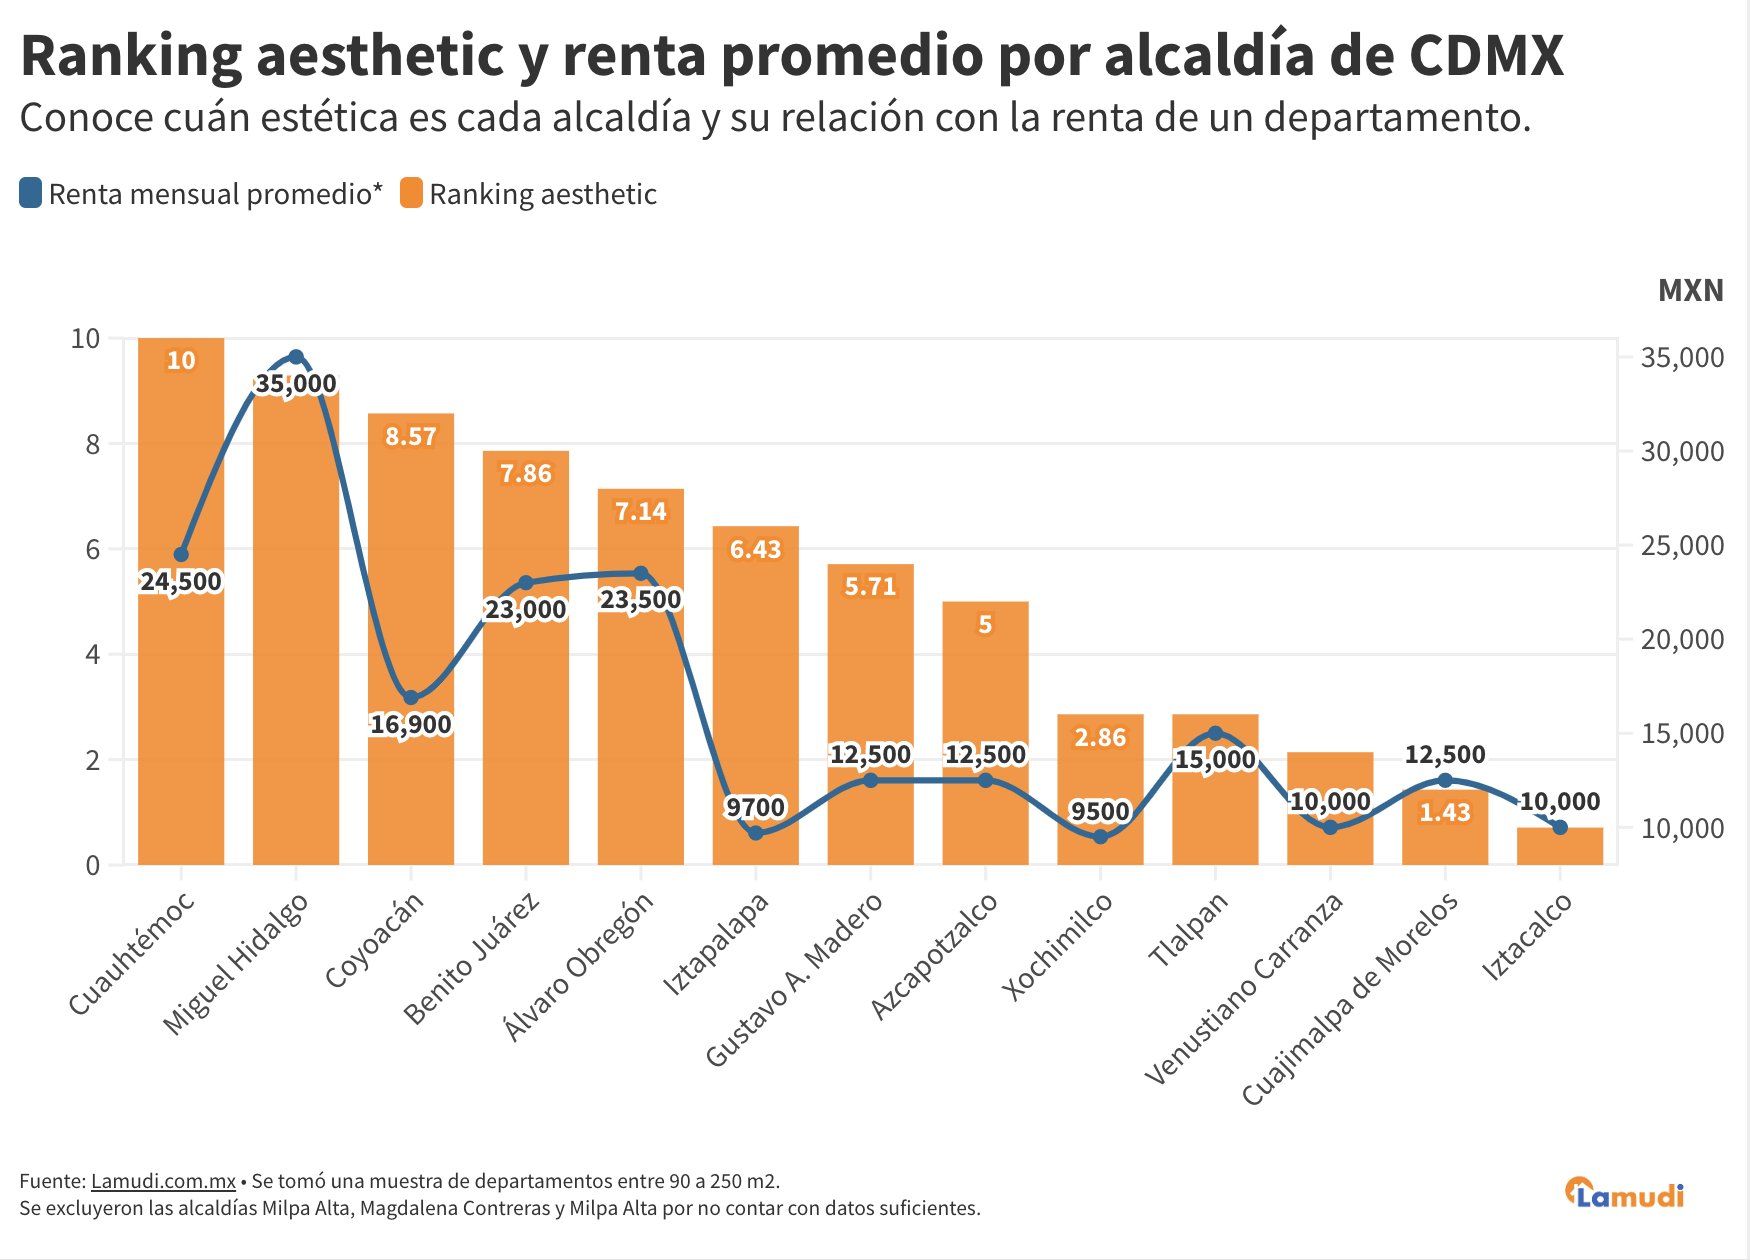 Ranking aesthetic y renta promedio por alcaldía de CDMX
Conoce cuán estética es cada alcaldía y su relación con la renta de un departamento.
Renta mensual promedio* Ranking aesthetic
MXN
10
8
6
4
2
0
35,000
30,000
25,000
20,000
15,000
10,000
10
8.57
7.86
7.14
6.43
5.71
5
2.86
1.43
24,500
35,000
16,900
23,000
23,500
9700
12,500
12,500
9500
15,000
10,000
12,500
10,000
Cuauhtémoc
Miguel Hidalgo
Coyoacán
Benito Juárez
Álvaro Obregón
Iztapalapa
Gustavo A. Madero
Azcapotzalco
Xochimilco
Tlalpan
Venustiano Carranza
Cuajimalpa de Morelos
Iztacalco
Fuente: Lamudi.com.mx • Se tomó una muestra de departamentos entre 90 a 250 m2.
Se excluyeron las alcaldías Milpa Alta, Magdalena Contreras y Milpa Alta por no contar con datos suficientes.
Lamudi